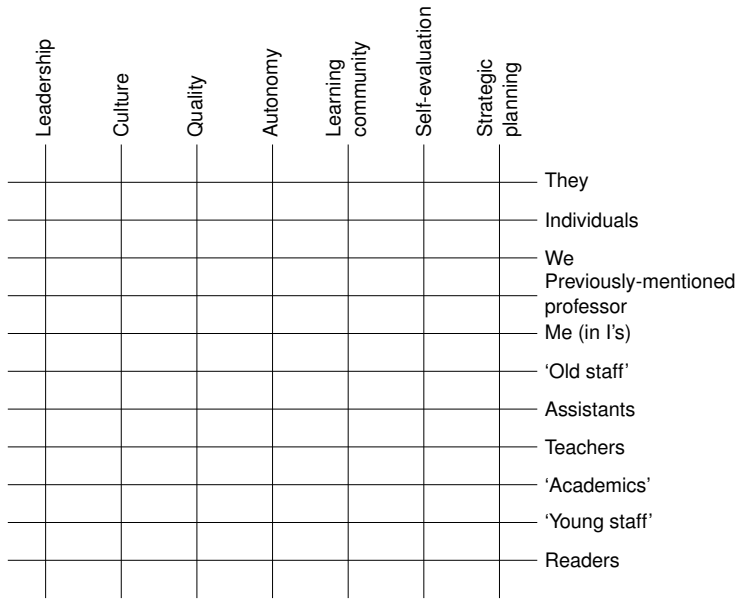 Leadership
Culture
Quality
Autonomy
Learning
community
Self-evaluation
Strategic
planning
They
Individuals
We
Previously-mentioned
professor
Me (in I's)
‘Old staff’
Assistants
Teachers
‘Academics’
‘Young staff’
Readers